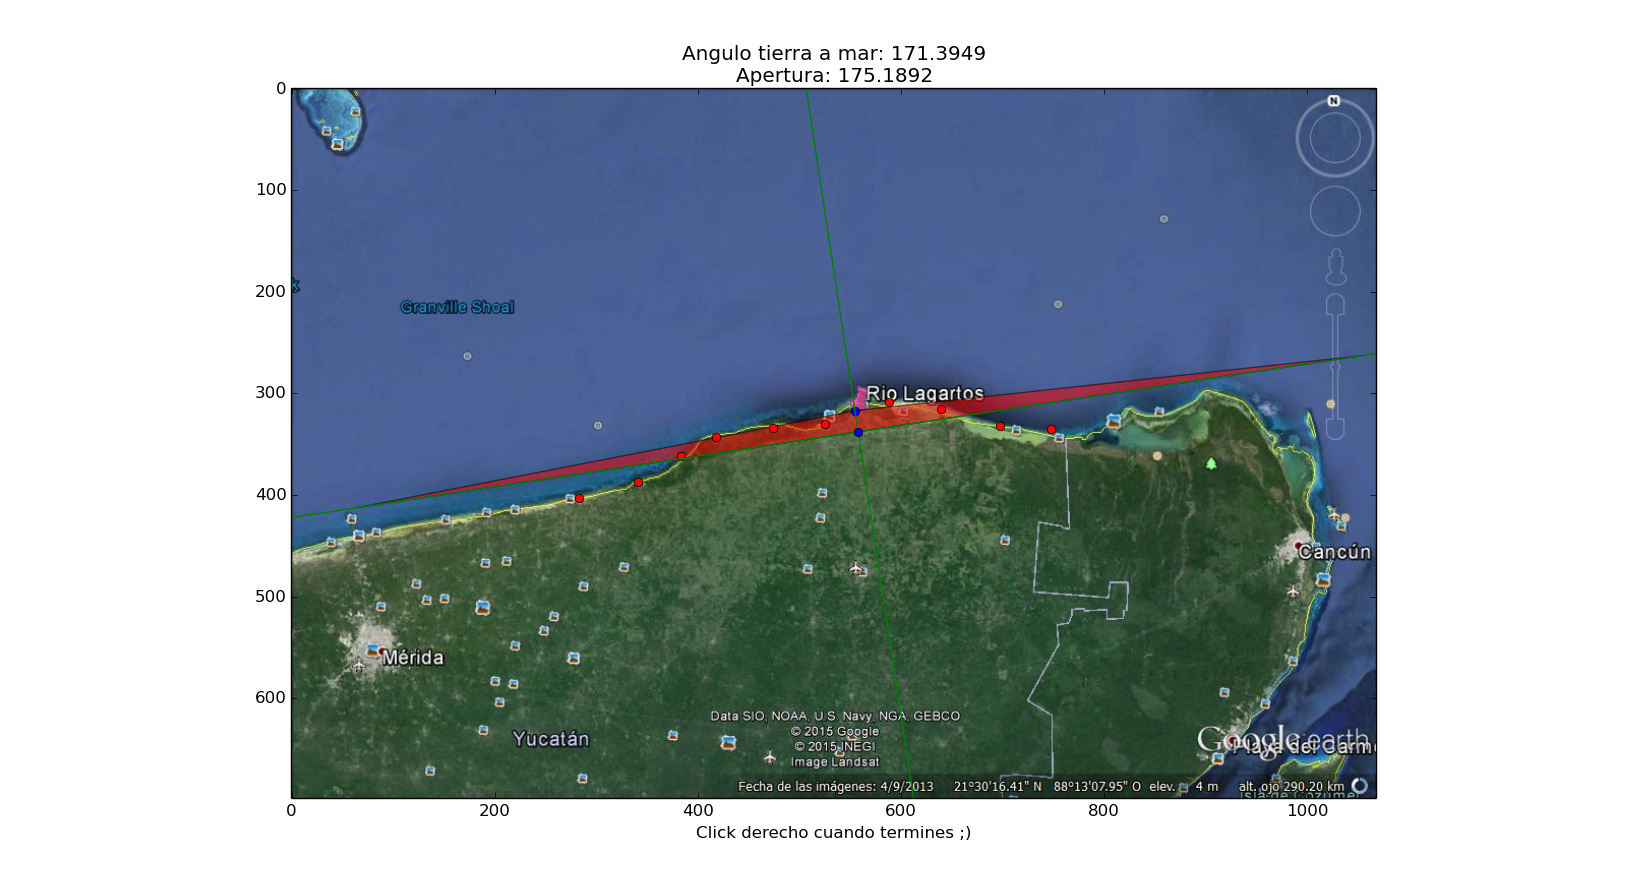 Angulo tierra a mar: 171.3949
Apertura: 175.1892
0
100
200
300
400
500
600
N
k
Granville Shoal
Rio Lagartos
Cancún
Mérida
Yucatán
Data SIO, NOAA, U.S. Navy, NGA, GEBCO
© 2015 Google
© 2015 INEGI
Image Landsat
Google earth
Playa del Carm
Fecha de las imágenes: 4/9/2013 21°30'16.41" N 88°13'07.95" O elev. 4 m alt. ojo 290.20 km
Isla de Cozumel
0 200 400 600 800 1000
Click derecho cuando termines ;)